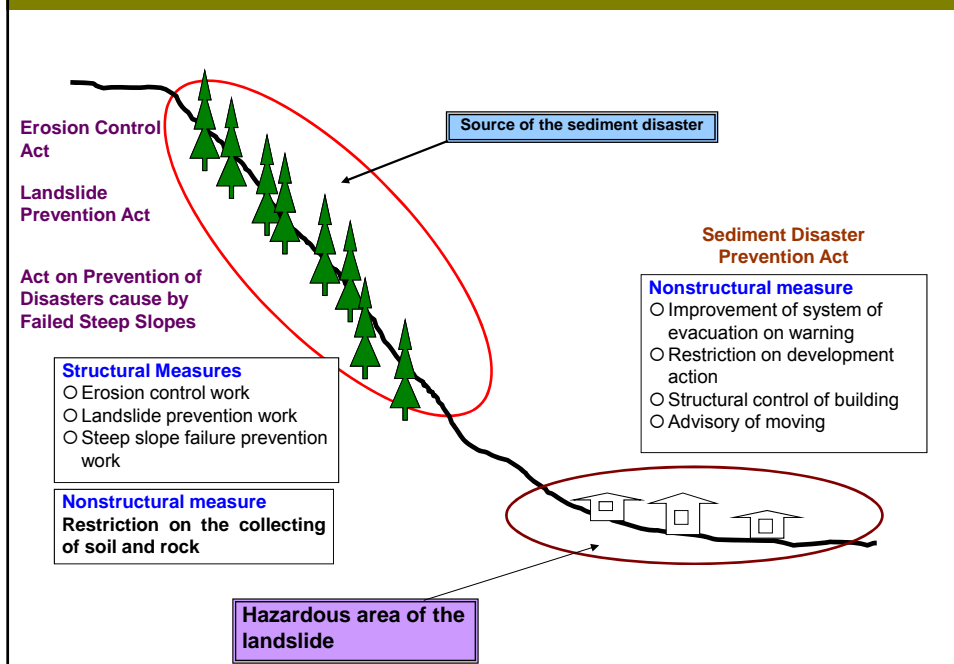 Source of the sediment disaster
Erosion Control
Act
Landslide
Prevention Act
Act on Prevention of
Disasters cause by
Failed Steep Slopes
Structural Measures
○ Erosion control work
○ Landslide prevention work
○ Steep slope failure prevention
work
Nonstructural measure
Restriction on the collecting
of soil and rock
Sediment Disaster
Prevention Act
Nonstructural measure
○ Improvement of system of
evacuation on warning
○ Restriction on development
action
○ Structural control of building
○ Advisory of moving
Hazardous area of the
landslide